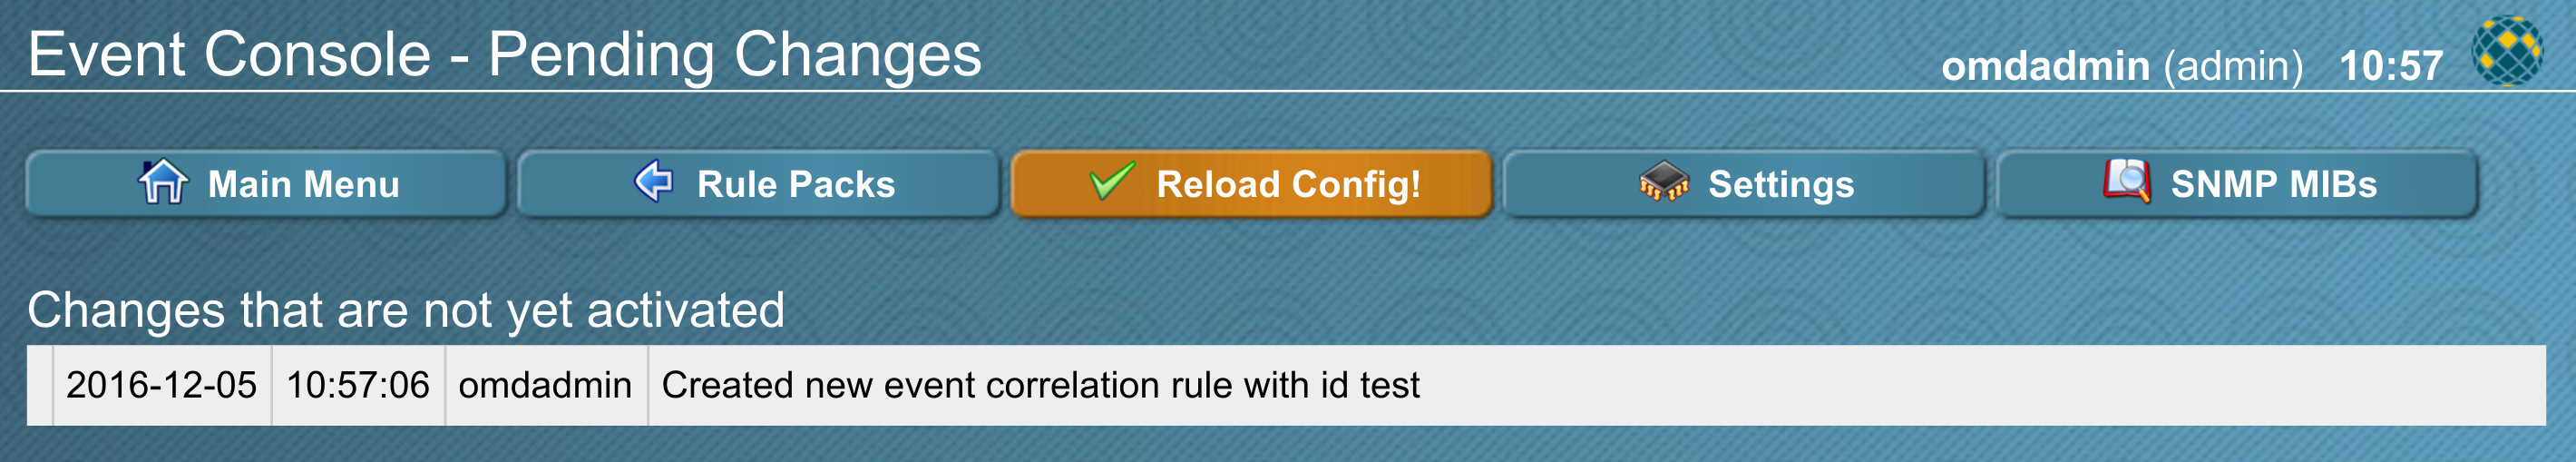 Event Console - Pending Changes
omdadmin (admin) 10:57
Main Menu
Rule Packs
Reload Config!
Settings
SNMP MIBs
Changes that are not yet activated
2016-12-05 10:57:06 omdadmin Created new event correlation rule with id test